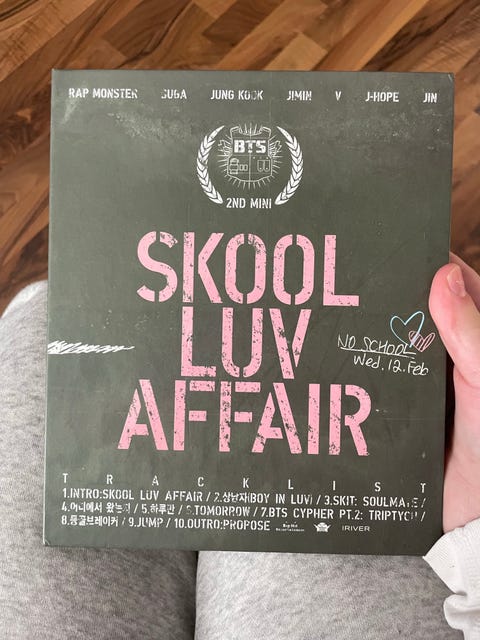 RAP MONSTER SUGA JUNG KOOK JIMIN V J-HOPE JIN
BTS
2ND MINI
SKOOL
LUV
AFFAIR
NO SCHOOL
Wed. 12. Feb
TRACKLIST
1.INTRO:SKOOL LUV AFFAIR / 2.상남자(BOY IN LUV) / 3.SKIT: SOULMATE /
4.어디에서 왔는지 / 5.하루만 / 6.TOMORROW / 7.BTS CYPHER PT.2: TRIPTYCH /
8.등골브레이커 / 9.JUMP / 10.OUTRO:PROPOSE Big Hit Entertainment IRIVER